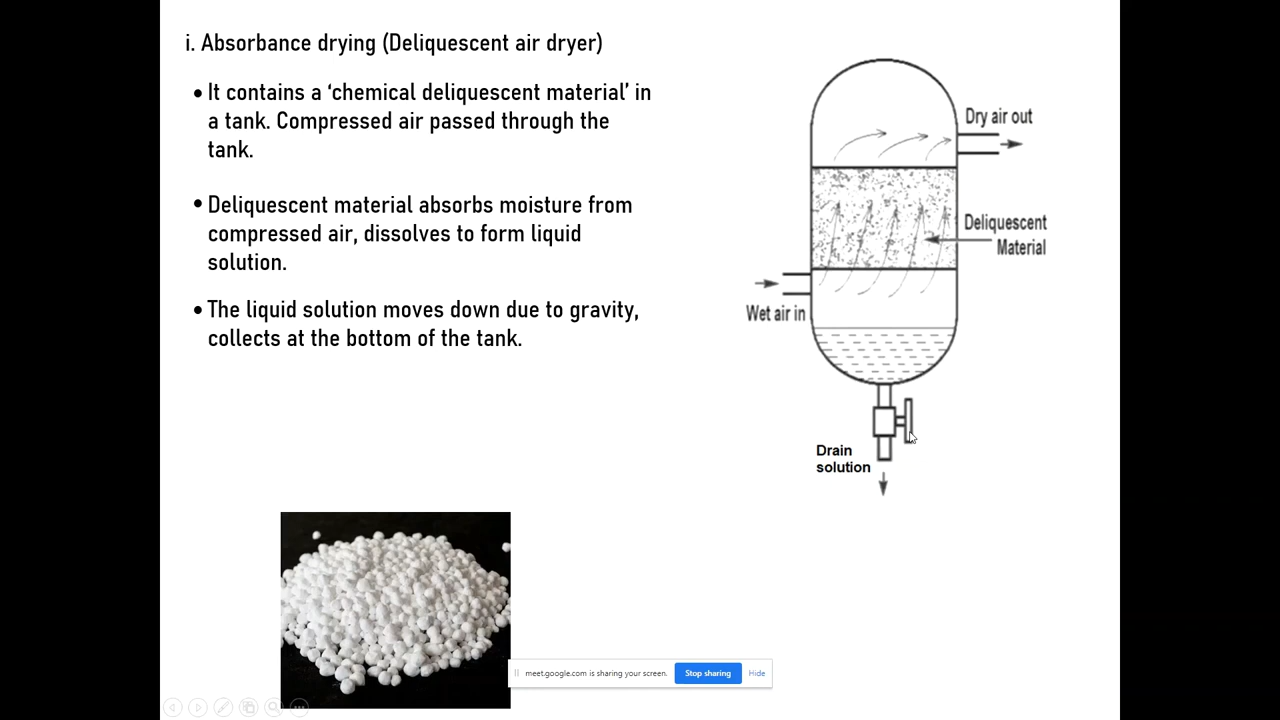 i. Absorbance drying (Deliquescent air dryer)
• It contains a ‘chemical deliquescent material’ in
a tank. Compressed air passed through the
tank.
• Deliquescent material absorbs moisture from
compressed air, dissolves to form liquid
solution.
• The liquid solution moves down due to gravity,
collects at the bottom of the tank.
Dry air out
Deliquescent
Material
Wet air in
Drain
solution
meet.google.com is sharing your screen.
Stop sharing
Hide